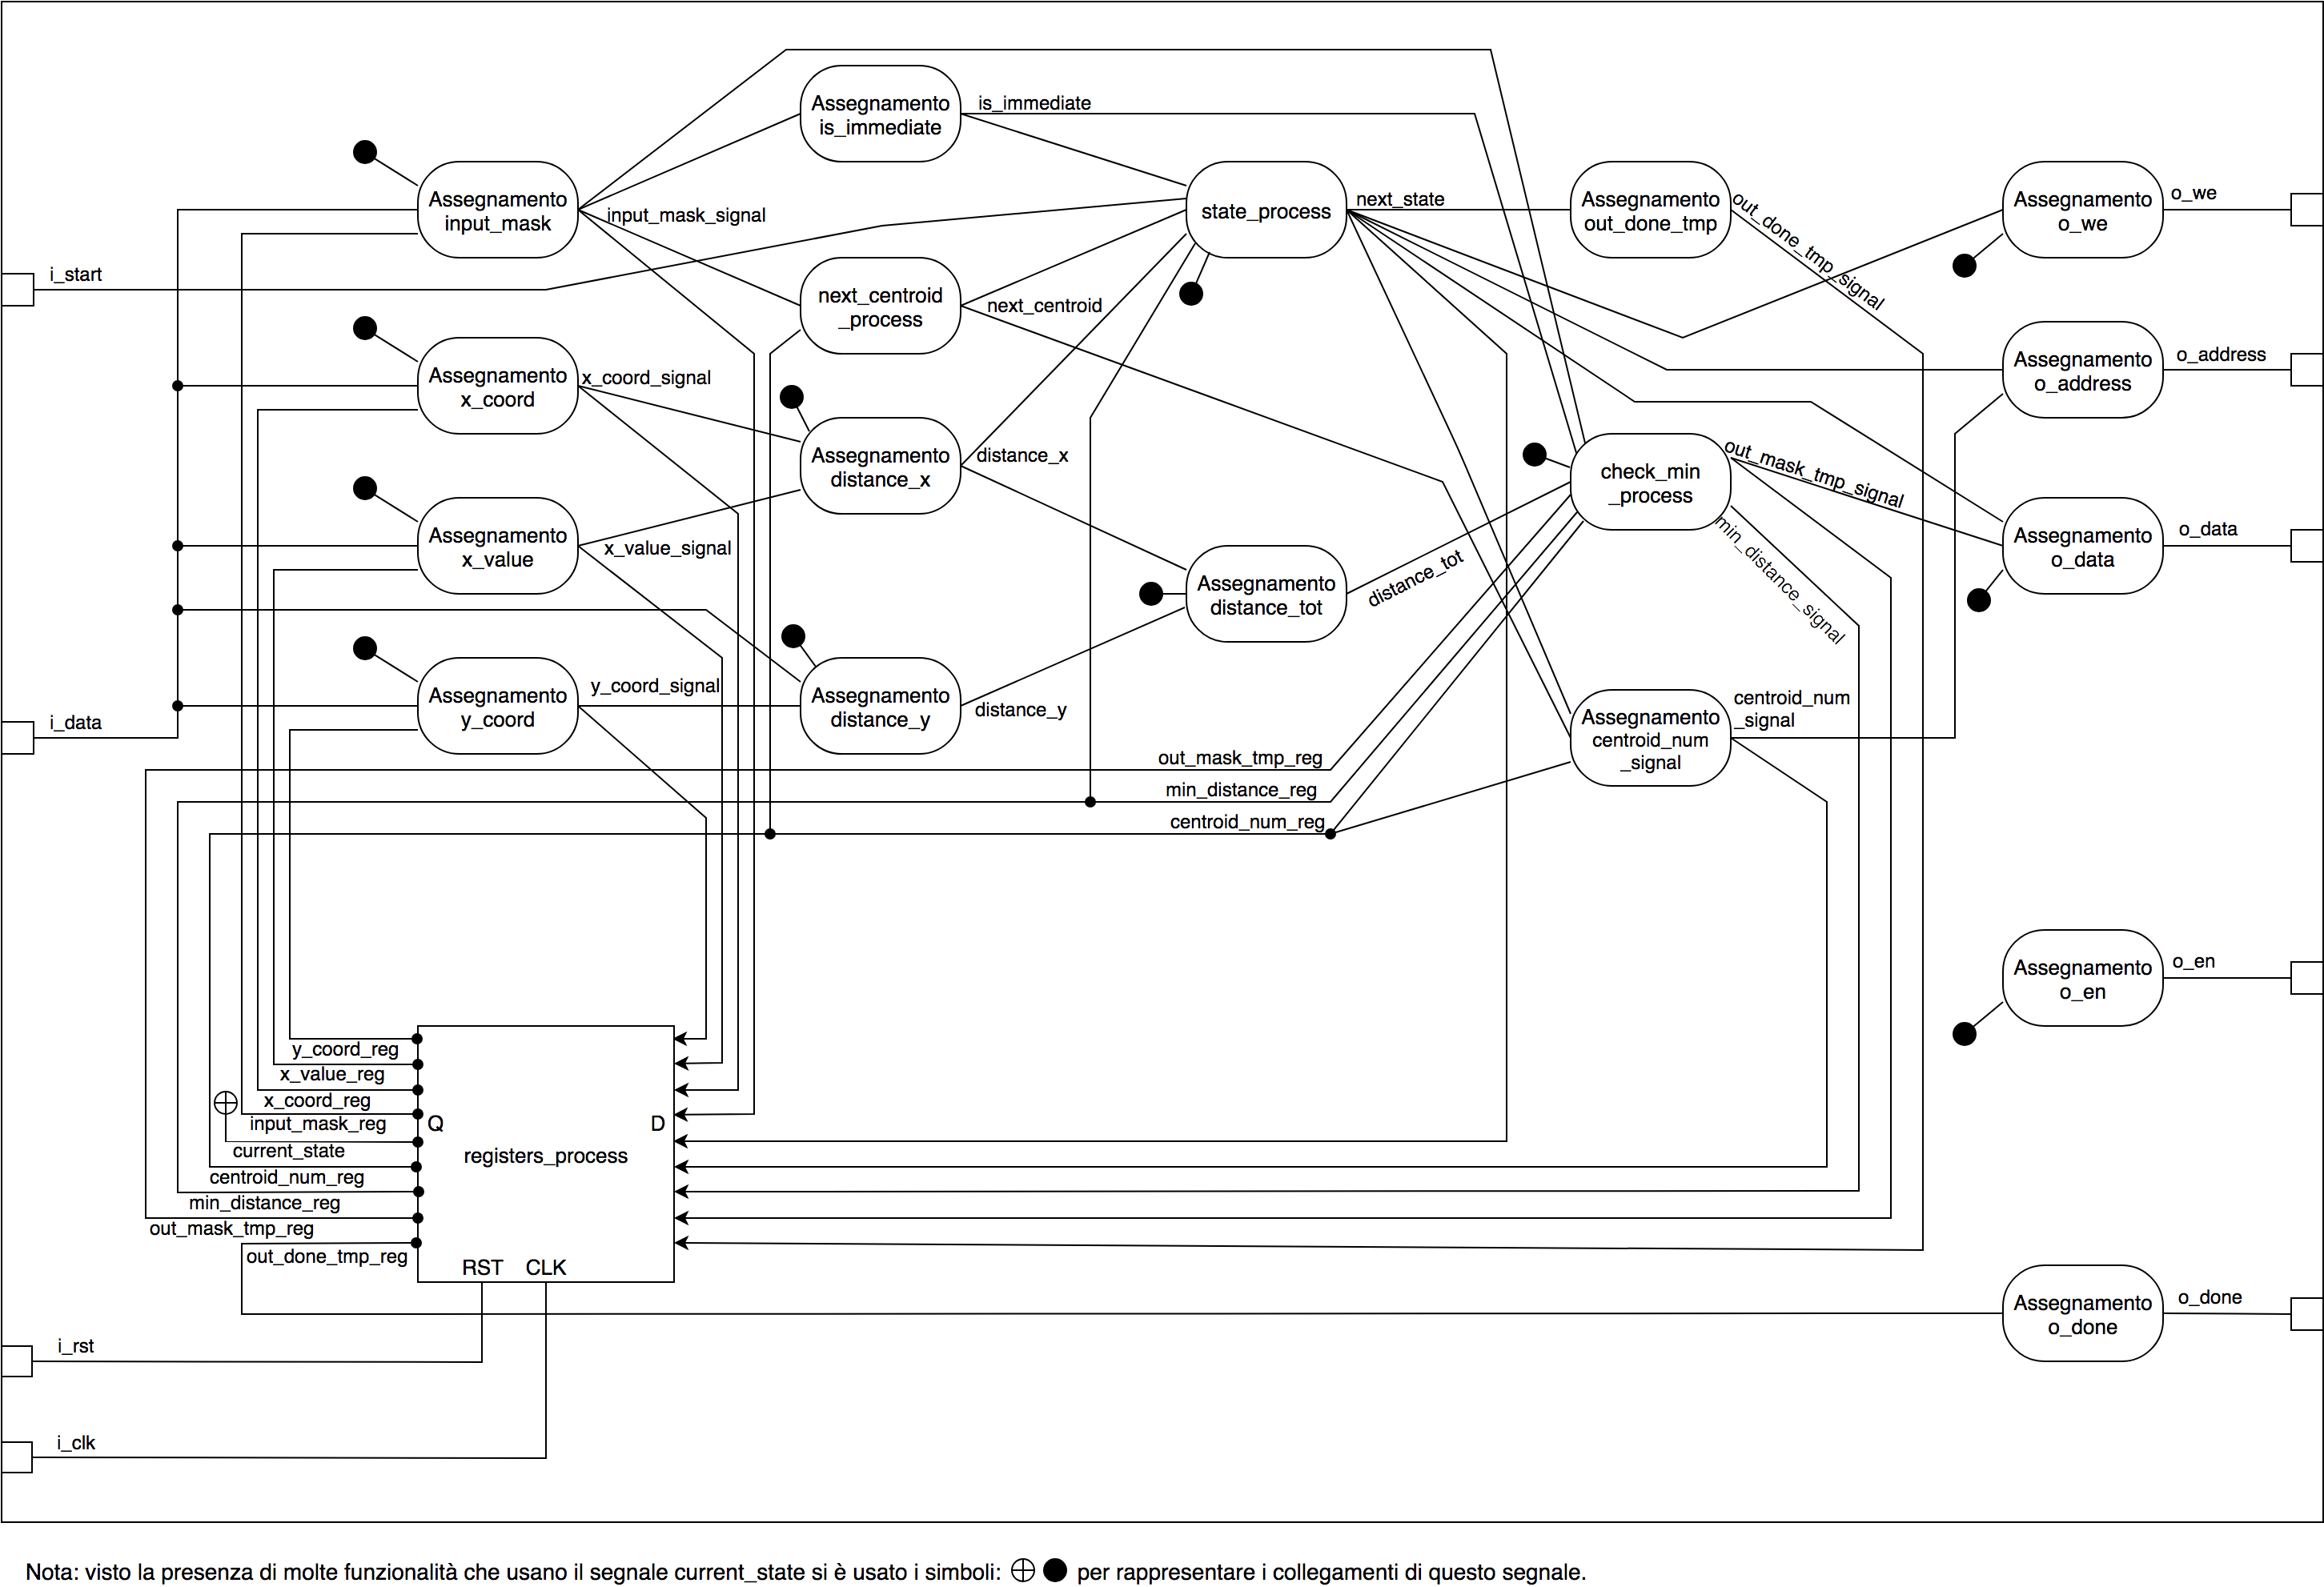 Assegnamento
is_immediate
is_immediate
Assegnamento
input_mask
input_mask_signal
state_process
next_state
Assegnamento
out_done_tmp
out_done_tmp_signal
Assegnamento
o_we
o_we
i_start
next_centroid
_process
next_centroid
Assegnamento
o_address
o_address
Assegnamento
x_coord
x_coord_signal
Assegnamento
distance_x
distance_x
check_min
_process
out_mask_tmp_signal
min_distance_signal
Assegnamento
x_value
x_value_signal
Assegnamento
distance_tot
distance_tot
Assegnamento
o_data
o_data
i_data
Assegnamento
y_coord
y_coord_signal
Assegnamento
distance_y
distance_y
Assegnamento
centroid_num
_signal
centroid_num
_signal
out_mask_tmp_reg
min_distance_reg
centroid_num_reg
Assegnamento
o_en
o_en
y_coord_reg
x_value_reg
x_coord_reg
input_mask_reg
current_state
centroid_num_reg
min_distance_reg
out_mask_tmp_reg
out_done_tmp_reg
Q
D
registers_process
RST CLK
Assegnamento
o_done
o_done
i_rst
i_clk
Nota: visto la presenza di molte funzionalità che usano il segnale current_state si è usato i simboli: ⊕ ● per rappresentare i collegamenti di questo segnale.